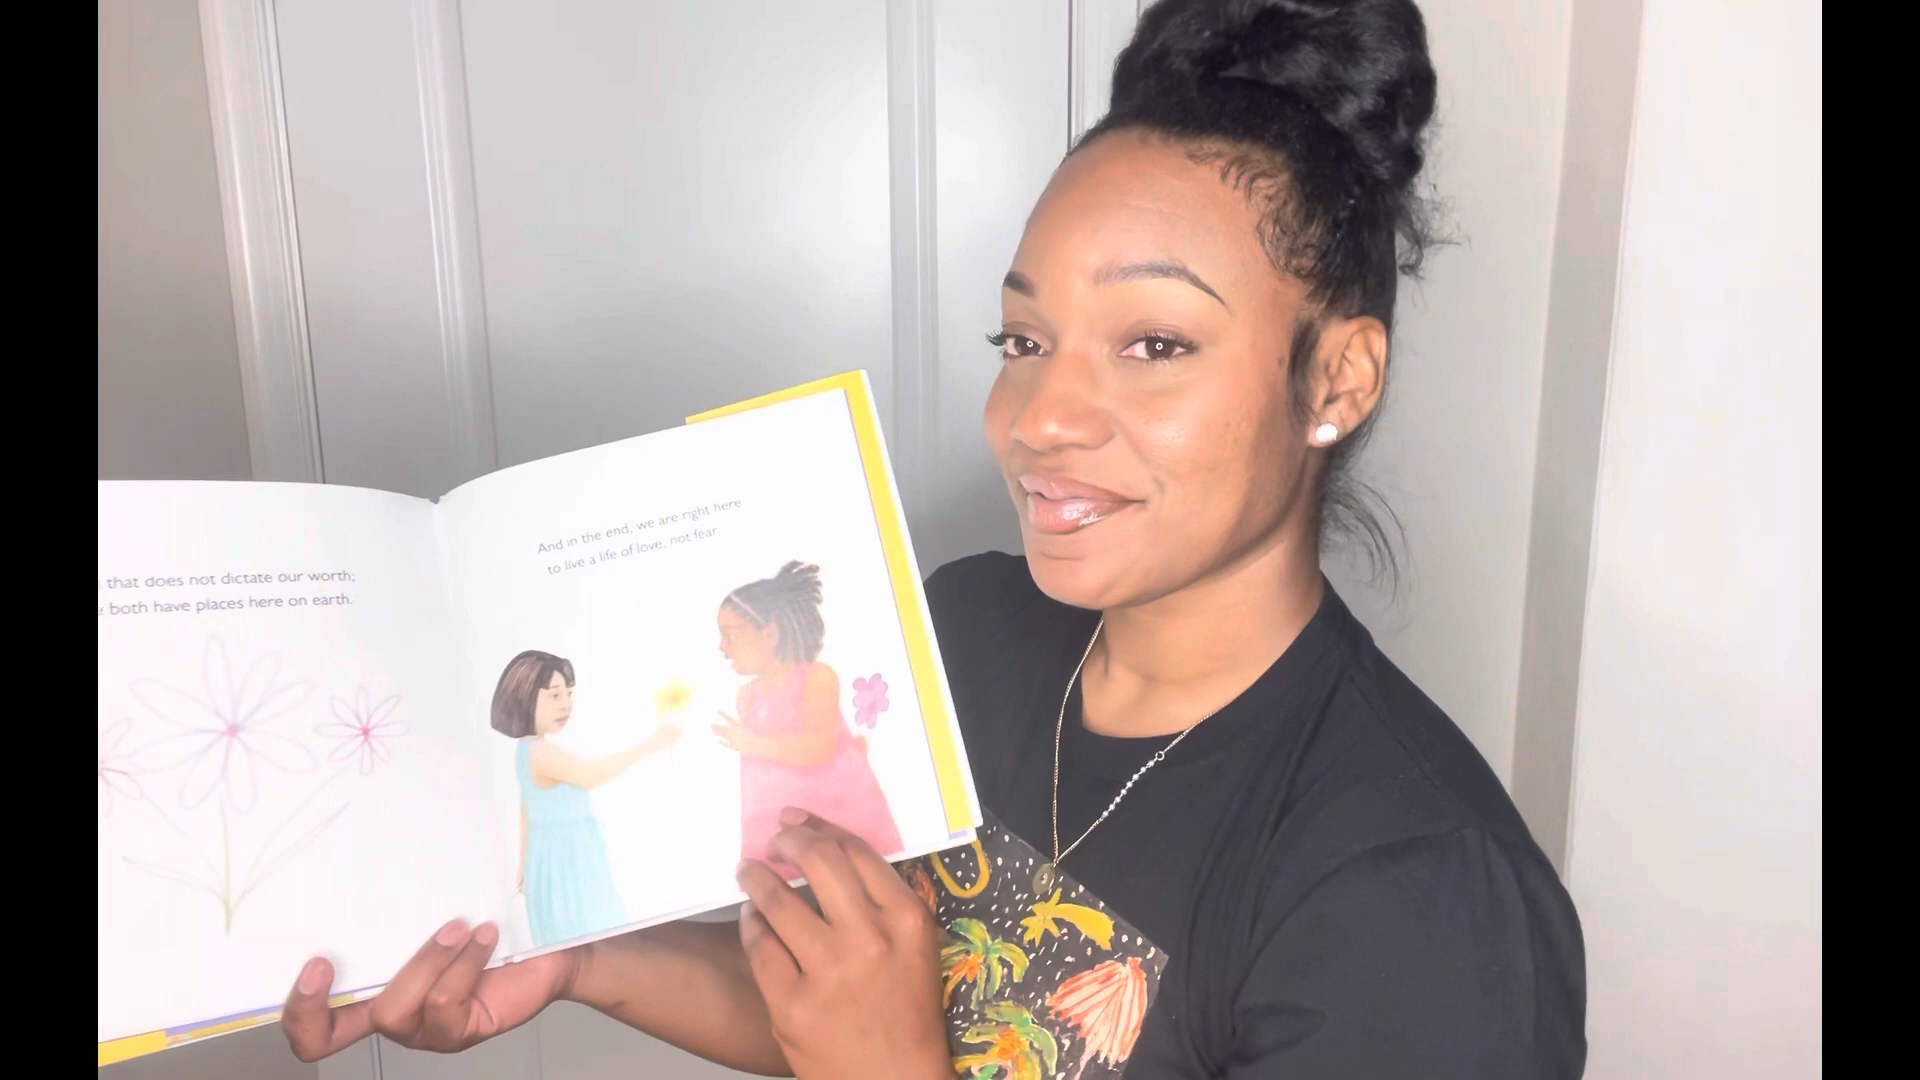 that does not dictate our worth;
both have places here on earth.
And in the end, we are right here
to live a life of love, not fear